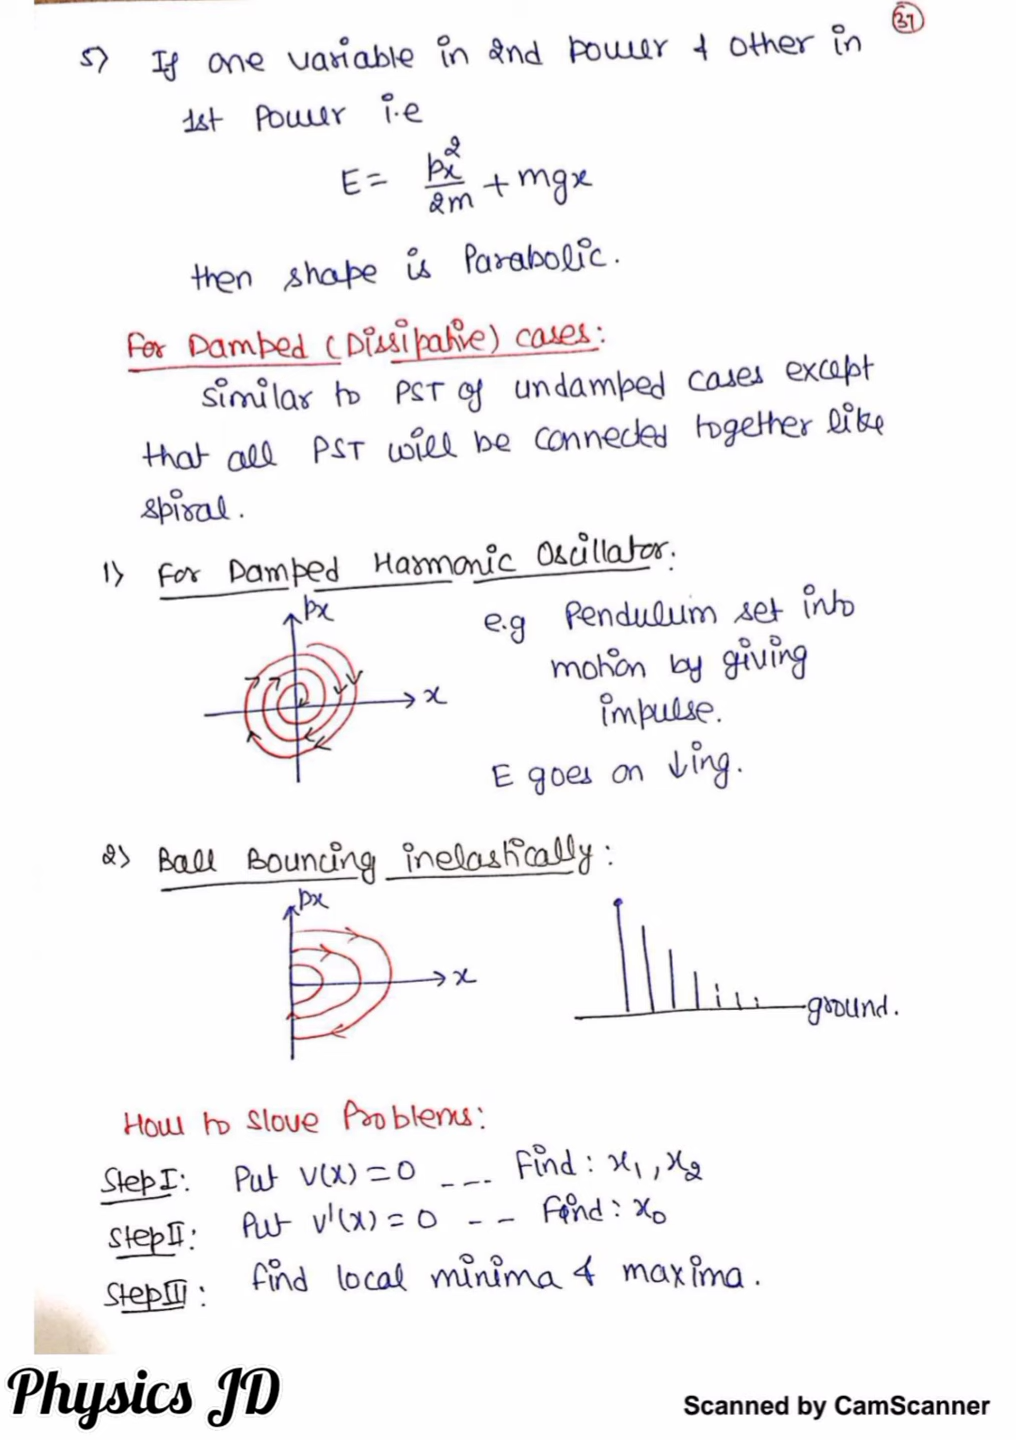 37
5) If one variable in 2nd power & other in
1st Power i.e
E = px²/2m + mgx
then shape is Parabolic.
For Damped (Dissipative) cases:
Similar to PST of undamped cases except
that all PST will be connected together like
spiral.
1) For Damped Harmonic Oscillator.
px
x
e.g Pendulum set into
motion by giving
impulse.
E goes on ↓ing.
2) Ball Bouncing inelastically:
px
x
ground.
How to Slove Problems:
Step I: Put V(x) = 0 ---- Find: x₁, x₂
Step II: Put V'(x) = 0 -- Find: x₀
Step III: find local minima & maxima.
Physics JD
Scanned by CamScanner